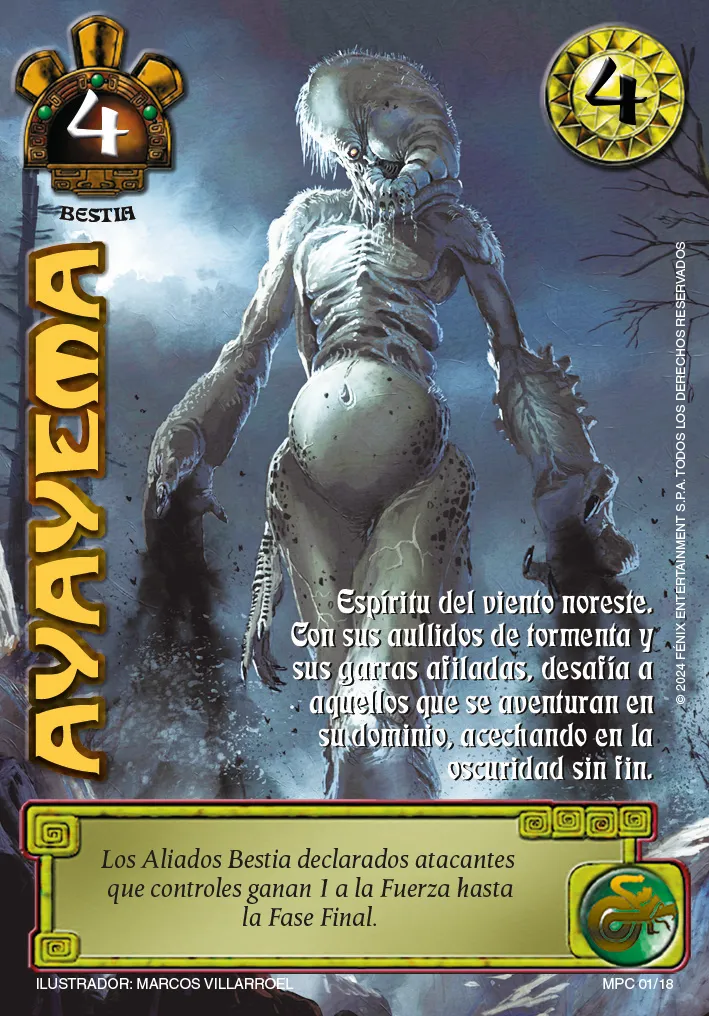 4
4
BESTIA
AYAYEMA
© 2024 FÉNIX ENTERTAINMENT S.P.A. TODOS LOS DERECHOS RESERVADOS
Espíritu del viento noreste.
Con sus aullidos de tormenta y
sus garras afiladas, desafía a
aquellos que se aventuran en
su dominio, acechando en la
oscuridad sin fin.
Los Aliados Bestia declarados atacantes
que controles ganan 1 a la Fuerza hasta
la Fase Final.
ILUSTRADOR: MARCOS VILLARROEL
MPC 01/18